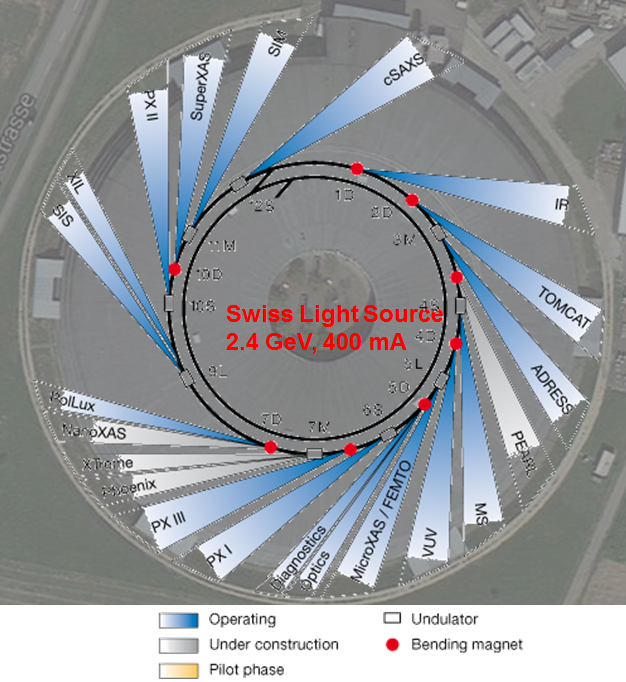 SIM
cSAXS
SuperXAS
PX II
XIL
SIS
IR
TOMCAT
ADRESS
PEARL
MS
VUV
MicroXAS / FEMTO
Optics
Diagnostics
PX I
PX III
Phoenix
XTreme
NanoXAS
PolLux
12S
1D
2D
3M
11M
10D
10S
9L
4S
4D
5L
5D
6S
7M
7D
Swiss Light Source
2.4 GeV, 400 mA
Operating
Under construction
Pilot phase
Undulator
Bending magnet